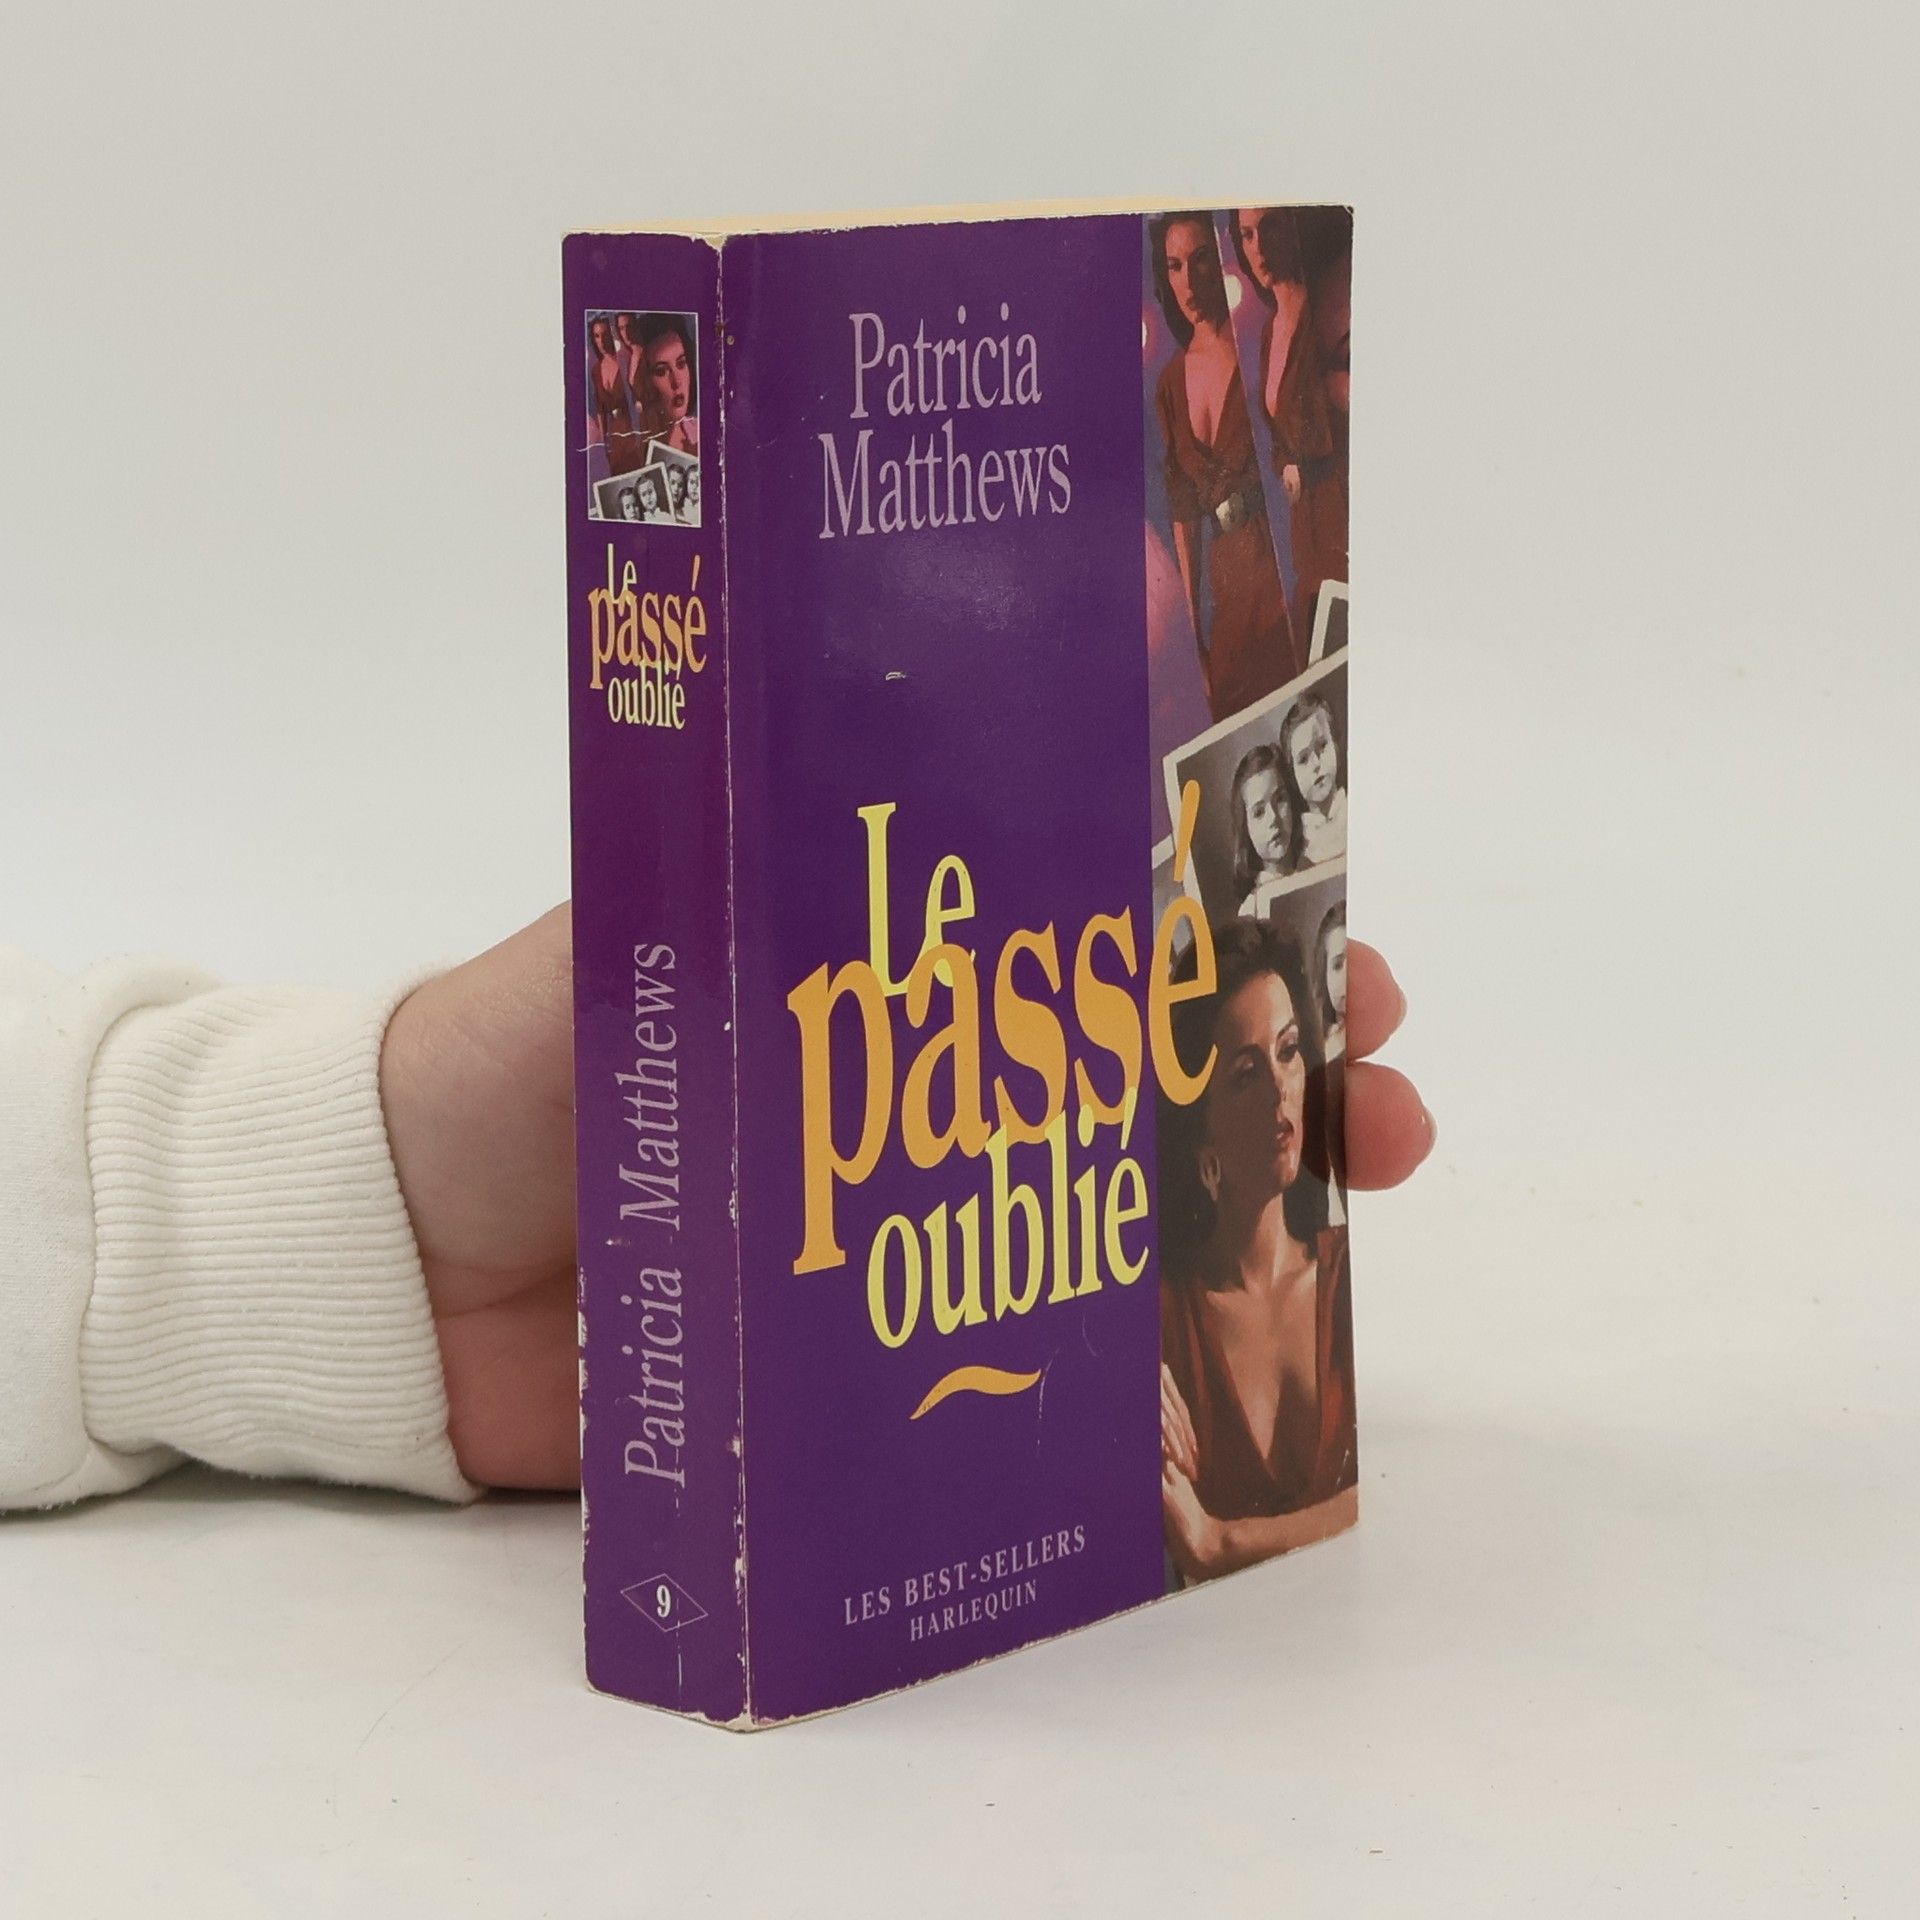 Le
passé
oublié
Patricia Matthews
9
Patricia
Matthews
Le
passé
oublié
LES BEST-SELLERS
HARLEQUIN